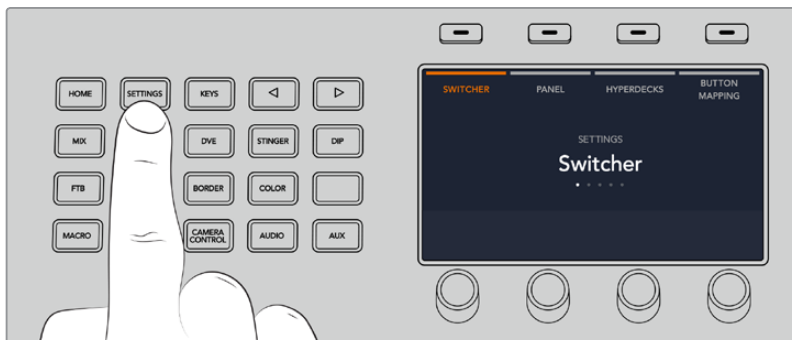 HOME
SETTINGS
KEYS
MIX
DVE
STINGER
DIP
FTB
BORDER
COLOR
MACRO
CAMERA
CONTROL
AUDIO
AUX
SWITCHER
PANEL
HYPERDECKS
BUTTON
MAPPING
SETTINGS
Switcher